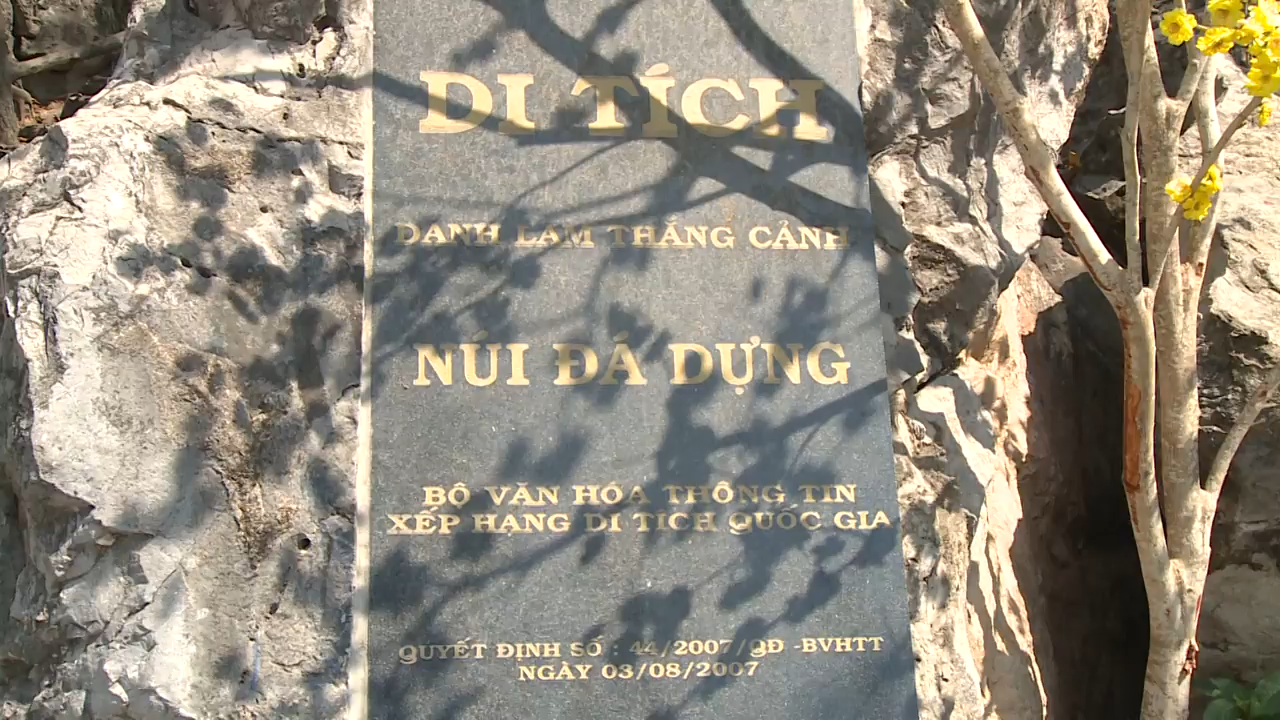 DI TÍCH
DANH LAM THẮNG CẢNH
NÚI ĐÁ DỰNG
BỘ VĂN HÓA THÔNG TIN
XẾP HẠNG DI TÍCH QUỐC GIA
QUYẾT ĐỊNH SỐ : 44/2007/QĐ -BVHTT
NGÀY 03/08/2007